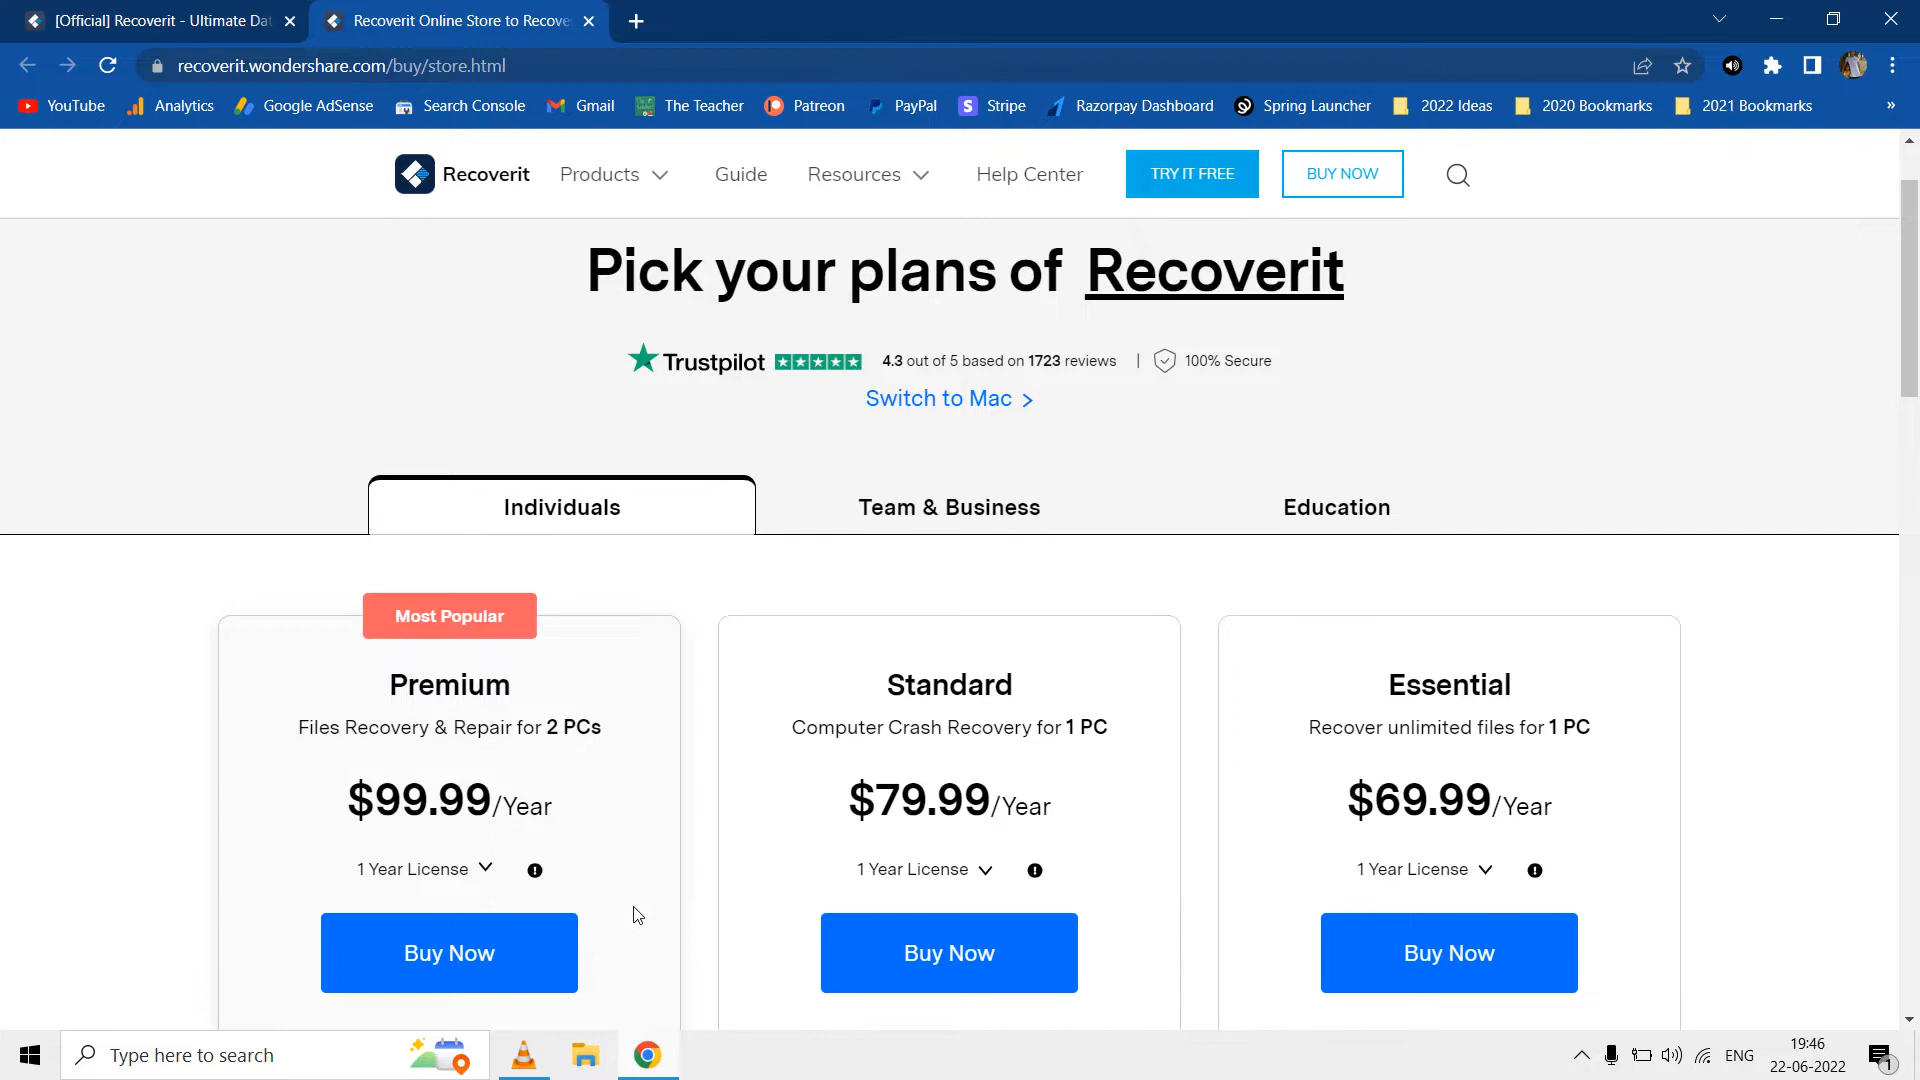 [Official] Recoverit - Ultimate Dat
Recoverit Online Store to Recove
recoverit.wondershare.com/buy/store.html
YouTube Analytics Google AdSense Search Console Gmail The Teacher Patreon PayPal Stripe Razorpay Dashboard Spring Launcher 2022 Ideas 2020 Bookmarks 2021 Bookmarks »
Recoverit Products Guide Resources Help Center TRY IT FREE BUY NOW
Pick your plans of Recoverit
Trustpilot 4.3 out of 5 based on 1723 reviews | 100% Secure
Switch to Mac >
Individuals Team & Business Education
Most Popular
Premium
Files Recovery & Repair for 2 PCs
$99.99/Year
1 Year License
Buy Now
Standard
Computer Crash Recovery for 1 PC
$79.99/Year
1 Year License
Buy Now
Essential
Recover unlimited files for 1 PC
$69.99/Year
1 Year License
Buy Now
Type here to search
ENG
19:46
22-06-2022
1